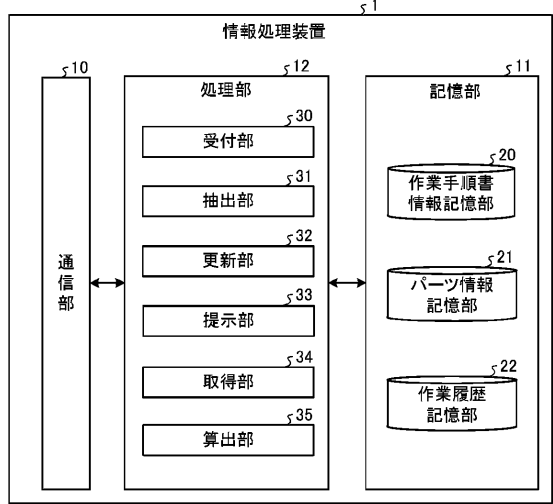 1
情報処理装置
10
通信部
12
処理部
30
受付部
31
抽出部
32
更新部
33
提示部
34
取得部
35
算出部
11
記憶部
20
作業手順書
情報記憶部
21
パーツ情報
記憶部
22
作業履歴
記憶部